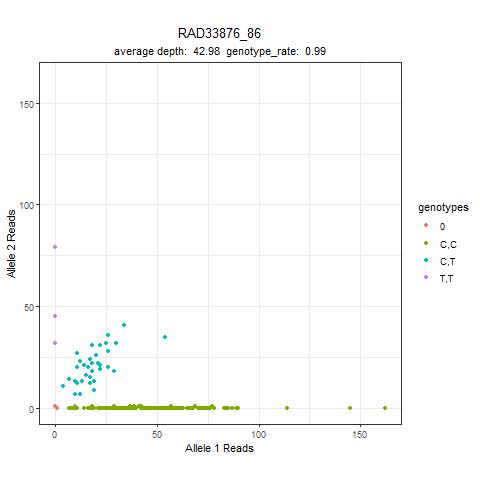 RAD33876_86
average depth:  42.98  genotype_rate:  0.99
150
100
50
0
0
50
100
150
Allele 2 Reads
Allele 1 Reads
genotypes
0
C,C
C,T
T,T